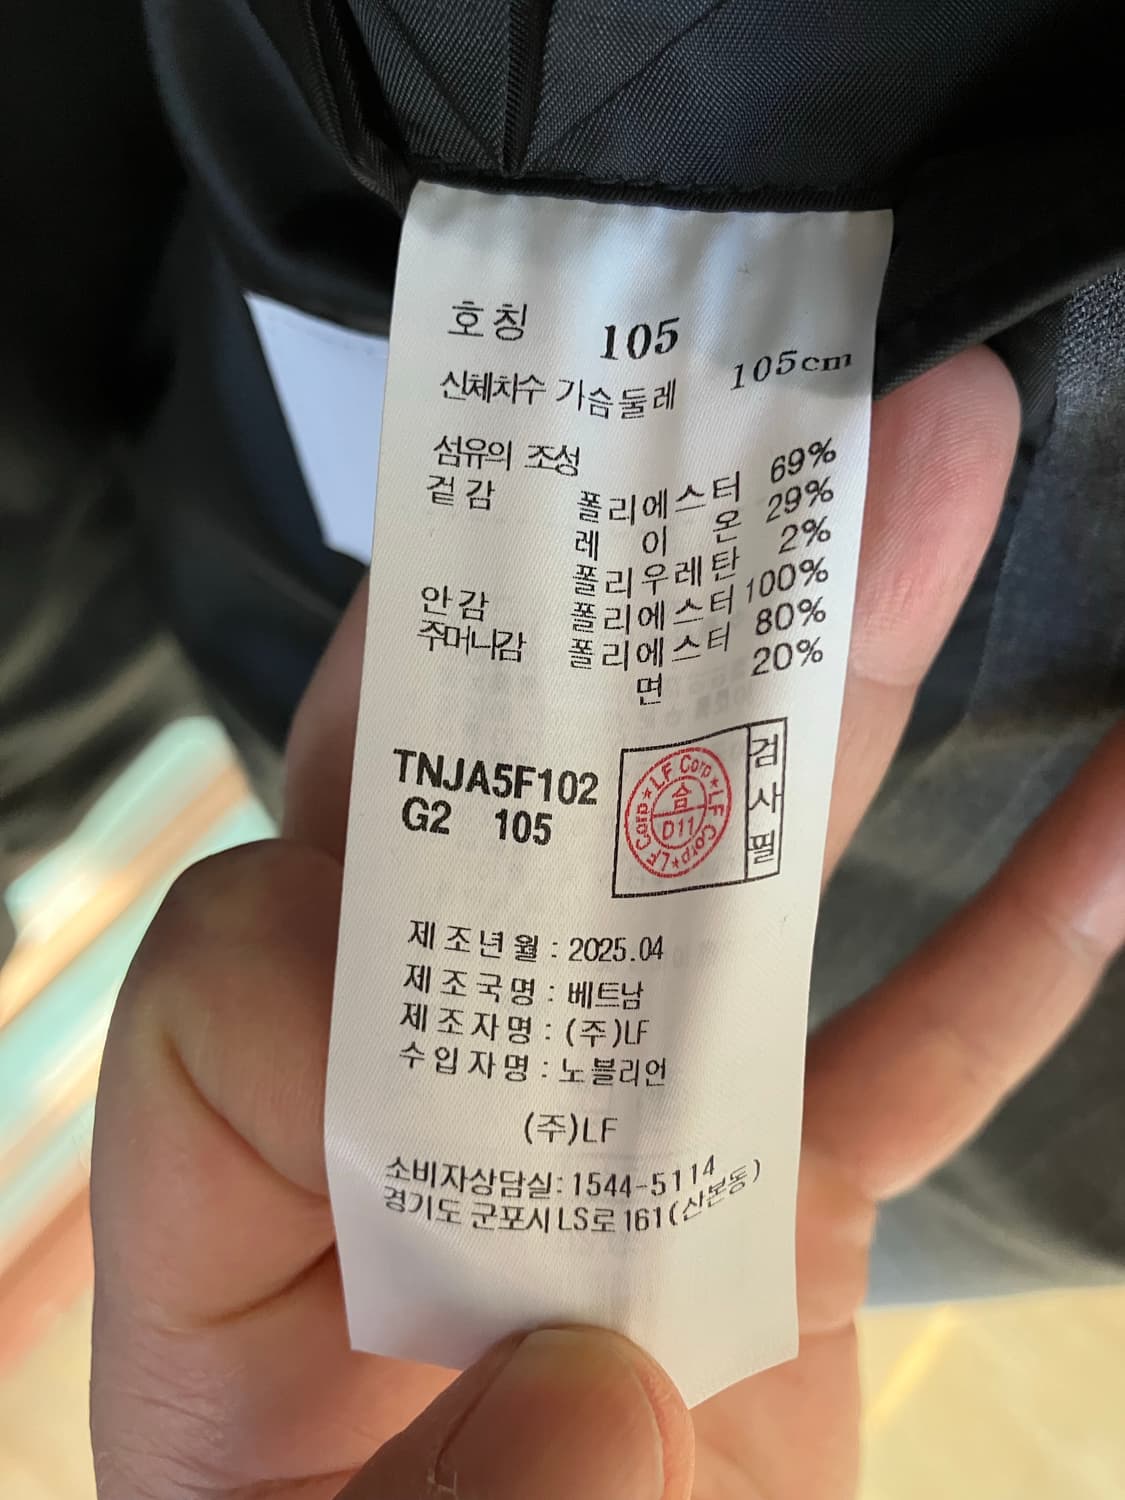 호칭 105
신체치수 가슴둘레 105cm
섬유의 조성
겉감 폴리에스터 69%
레이온 29%
폴리우레탄 2%
안감 폴리에스터 100%
주머니감 폴리에스터 80%
면 20%
TNJA5F102
G2 105
LF Corp★LF Corp★LF Corp★
合
D11
검사필
제조년월 : 2025.04
제조국명 : 베트남
제조자명 : (주)LF
수입자명 : 노블리언
(주)LF
소비자상담실: 1544-5114
경기도 군포시 LS로 161(산본동)